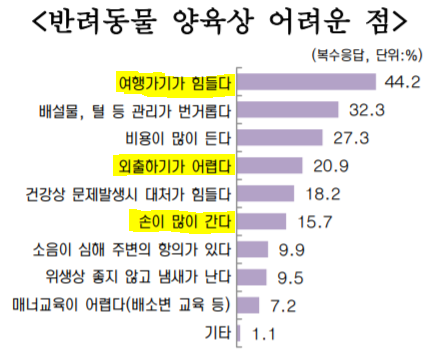 <반려동물 양육상 어려운 점>
(복수응답, 단위:%)
여행가기가 힘들다 44.2
배설물, 털 등 관리가 번거롭다 32.3
비용이 많이 든다 27.3
외출하기가 어렵다 20.9
건강상 문제발생시 대처가 힘들다 18.2
손이 많이 간다 15.7
소음이 심해 주변의 항의가 있다 9.9
위생상 좋지 않고 냄새가 난다 9.5
매너교육이 어렵다(배소변 교육 등) 7.2
기타 1.1